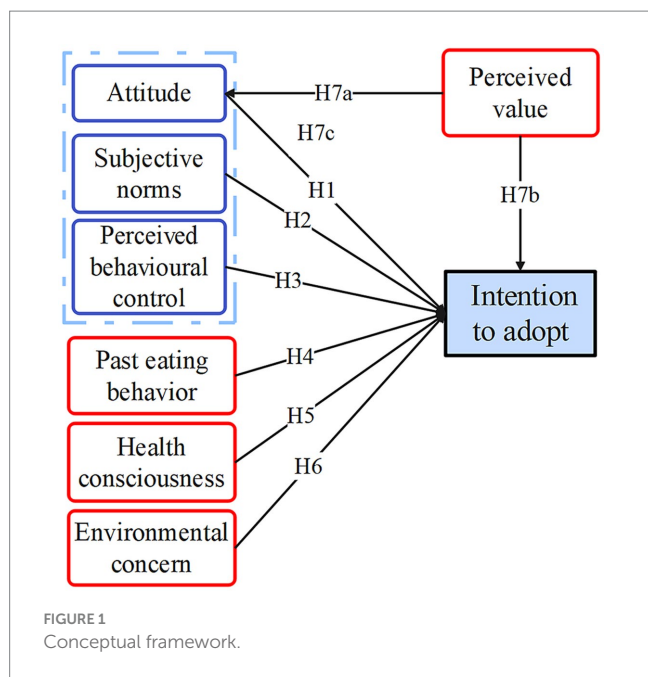 Attitude
Subjective
norms
Perceived
behavioural
control
Past eating
behavior
Health
consciousness
Environmental
concern
H7a
H7c
H1
H2
H3
H4
H5
H6
Perceived
value
H7b
Intention
to adopt
FIGURE 1
Conceptual framework.